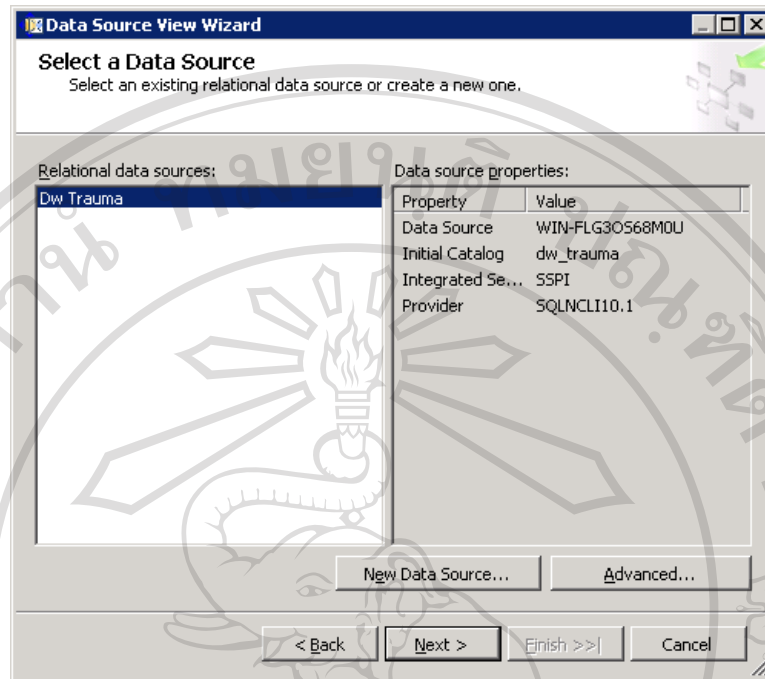 Data Source View Wizard
Select a Data Source
Select an existing relational data source or create a new one.
Relational data sources:
Dw Trauma
Data source properties:
Property Value
Data Source WIN-FLG3OS68M0U
Initial Catalog dw_trauma
Integrated Se... SSPI
Provider SQLNCLI10.1
New Data Source...
Advanced...
< Back
Next >
Finish >>|
Cancel